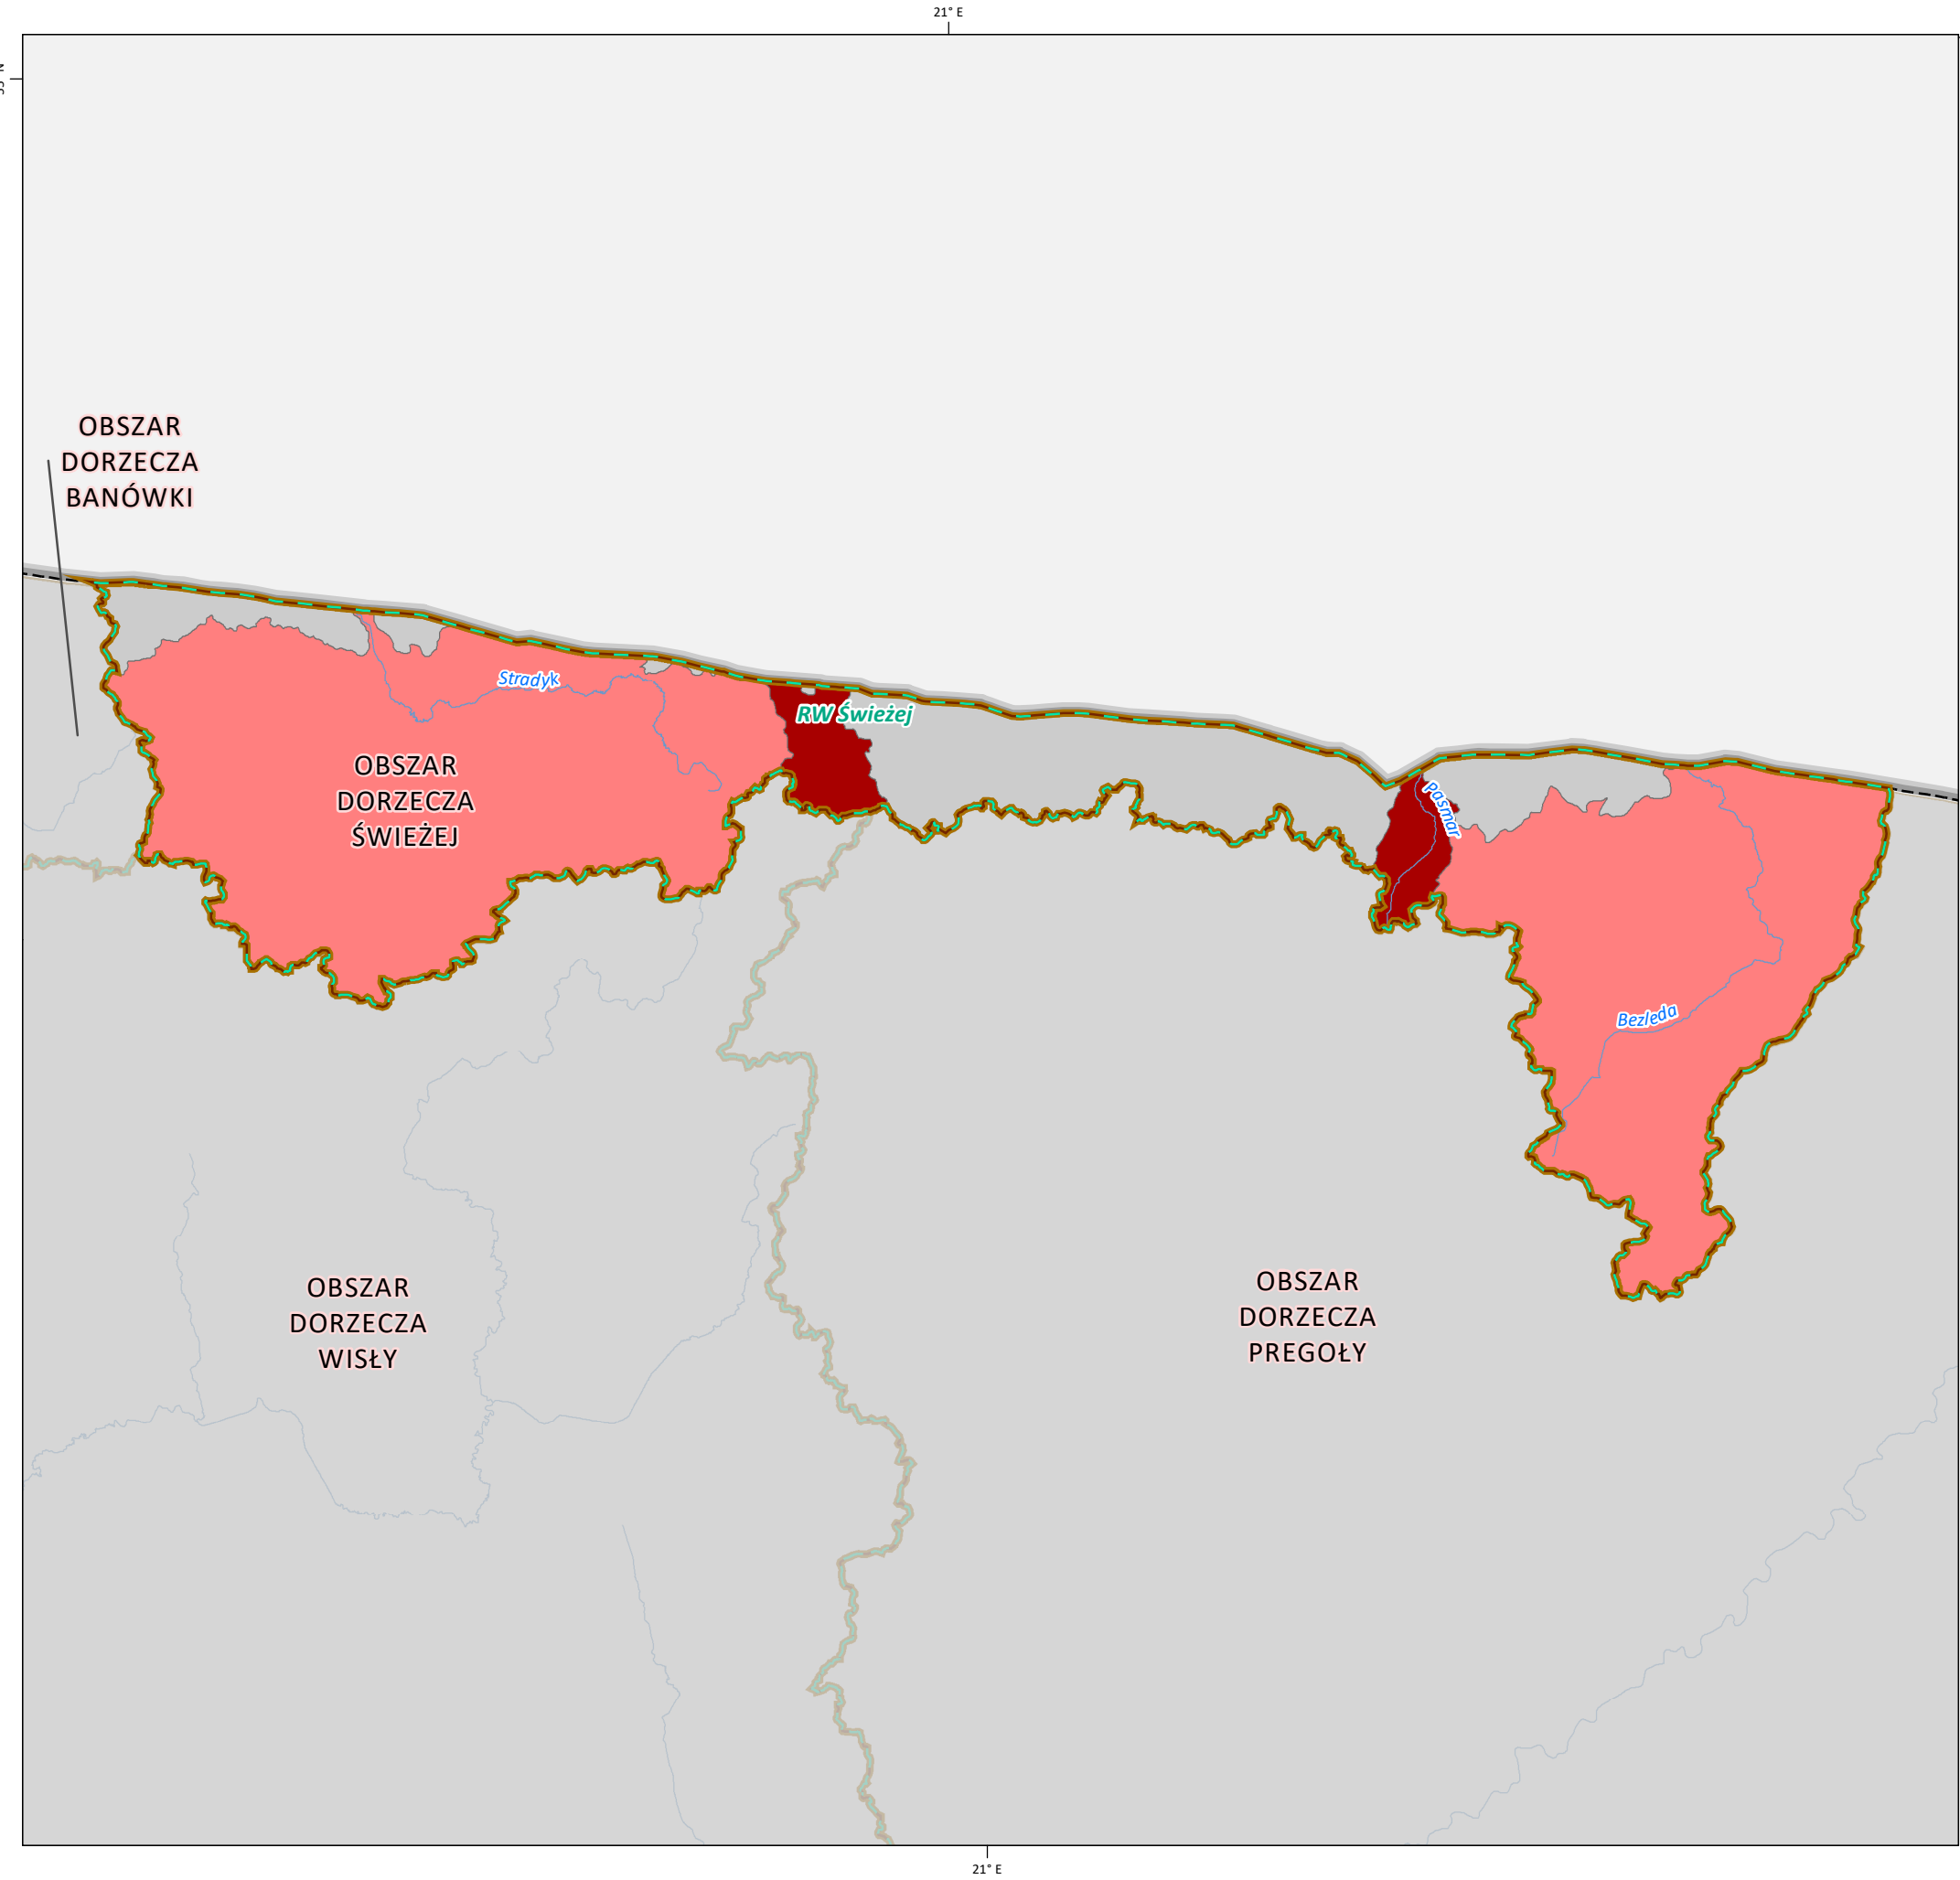 21° E
OBSZAR
DORZECZA
BANÓWKI
Stradyk
RW Świeżej
OBSZAR
DORZECZA
ŚWIEŻEJ
Pasmar
Bezleda
OBSZAR
DORZECZA
WISŁY
OBSZAR
DORZECZA
PREGOŁY
21° E